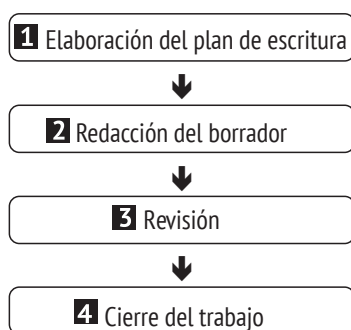 1 Elaboración del plan de escritura
2 Redacción del borrador
3 Revisión
4 Cierre del trabajo